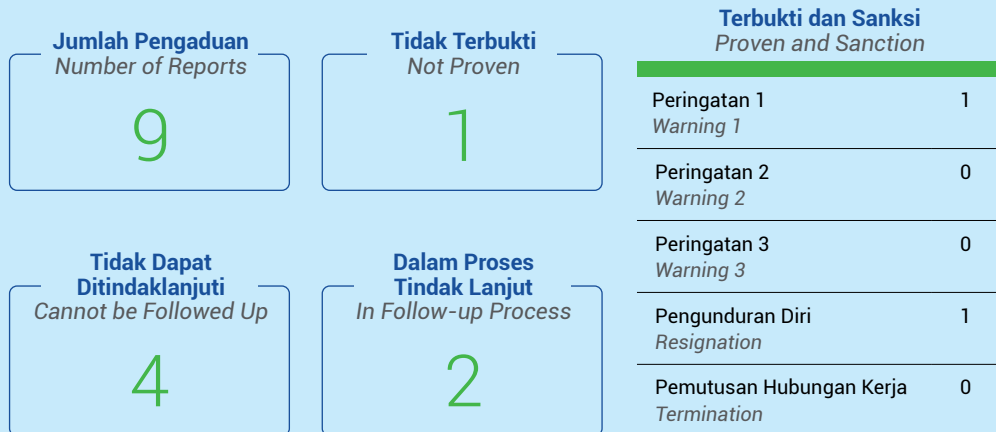 Jumlah Pengaduan
Number of Reports
9
Tidak Terbukti
Not Proven
1
Tidak Dapat
Ditindaklanjuti
Cannot be Followed Up
4
Dalam Proses
Tindak Lanjut
In Follow-up Process
2
Terbukti dan Sanksi
Proven and Sanction
Peringatan 1 1
Warning 1
Peringatan 2 0
Warning 2
Peringatan 3 0
Warning 3
Pengunduran Diri 1
Resignation
Pemutusan Hubungan Kerja 0
Termination